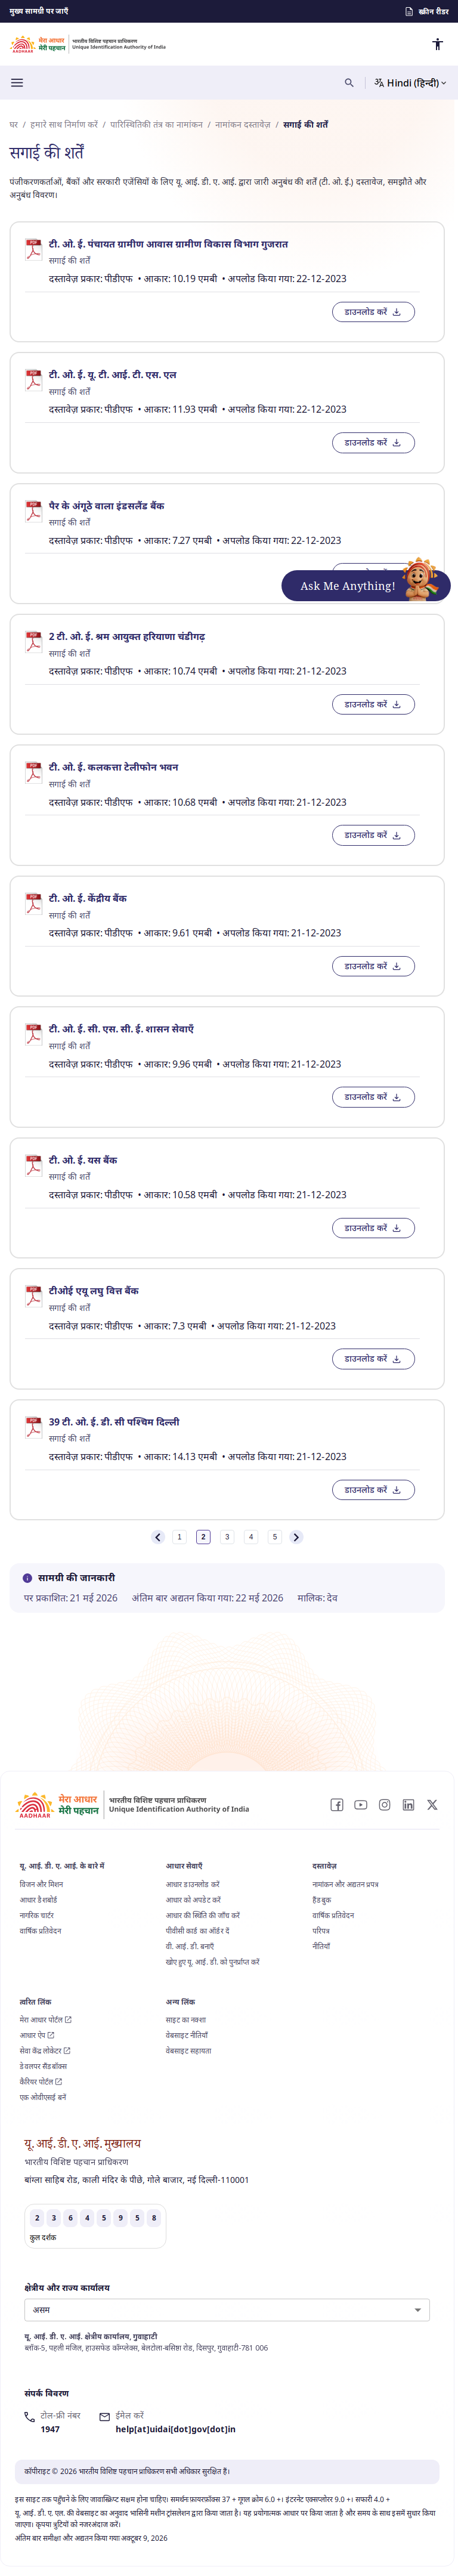 मुख्य सामग्री पर जाएँ
स्क्रीन रीडर
मेरा आधार
मेरी पहचान
AADHAAR
भारतीय विशिष्ट पहचान प्राधिकरण
Unique Identification Authority of India
Hindi (हिन्दी)
घर / हमारे साथ निर्माण करें / पारिस्थितिकी तंत्र का नामांकन / नामांकन दस्तावेज़ / सगाई की शर्तें
सगाई की शर्तें
पंजीकरणकर्ताओं, बैंकों और सरकारी एजेंसियों के लिए यू. आई. डी. ए. आई. द्वारा जारी अनुबंध की शर्तें (टी. ओ. ई.) दस्तावेज, समझौते और
अनुबंध विवरण।
टी. ओ. ई. पंचायत ग्रामीण आवास ग्रामीण विकास विभाग गुजरात
सगाई की शर्तें
दस्तावेज़ प्रकार: पीडीएफ • आकार: 10.19 एमबी • अपलोड किया गया: 22-12-2023
डाउनलोड करें
टी. ओ. ई. यू. टी. आई. टी. एस. एल
सगाई की शर्तें
दस्तावेज़ प्रकार: पीडीएफ • आकार: 11.93 एमबी • अपलोड किया गया: 22-12-2023
डाउनलोड करें
पैर के अंगूठे वाला इंडसलैंड बैंक
सगाई की शर्तें
दस्तावेज़ प्रकार: पीडीएफ • आकार: 7.27 एमबी • अपलोड किया गया: 22-12-2023
Ask Me Anything!
2 टी. ओ. ई. श्रम आयुक्त हरियाणा चंडीगढ़
सगाई की शर्तें
दस्तावेज़ प्रकार: पीडीएफ • आकार: 10.74 एमबी • अपलोड किया गया: 21-12-2023
डाउनलोड करें
टी. ओ. ई. कलकत्ता टेलीफोन भवन
सगाई की शर्तें
दस्तावेज़ प्रकार: पीडीएफ • आकार: 10.68 एमबी • अपलोड किया गया: 21-12-2023
डाउनलोड करें
टी. ओ. ई. केंद्रीय बैंक
सगाई की शर्तें
दस्तावेज़ प्रकार: पीडीएफ • आकार: 9.61 एमबी • अपलोड किया गया: 21-12-2023
डाउनलोड करें
टी. ओ. ई. सी. एस. सी. ई. शासन सेवाएँ
सगाई की शर्तें
दस्तावेज़ प्रकार: पीडीएफ • आकार: 9.96 एमबी • अपलोड किया गया: 21-12-2023
डाउनलोड करें
टी. ओ. ई. यस बैंक
सगाई की शर्तें
दस्तावेज़ प्रकार: पीडीएफ • आकार: 10.58 एमबी • अपलोड किया गया: 21-12-2023
डाउनलोड करें
टीओई एयू लघु वित्त बैंक
सगाई की शर्तें
दस्तावेज़ प्रकार: पीडीएफ • आकार: 7.3 एमबी • अपलोड किया गया: 21-12-2023
डाउनलोड करें
39 टी. ओ. ई. डी. सी पश्चिम दिल्ली
सगाई की शर्तें
दस्तावेज़ प्रकार: पीडीएफ • आकार: 14.13 एमबी • अपलोड किया गया: 21-12-2023
डाउनलोड करें
1 2 3 4 5
सामग्री की जानकारी
पर प्रकाशित: 21 मई 2026 अंतिम बार अद्यतन किया गया: 22 मई 2026 मालिक: देव
मेरा आधार
मेरी पहचान
AADHAAR
भारतीय विशिष्ट पहचान प्राधिकरण
Unique Identification Authority of India
यू. आई. डी. ए. आई. के बारे में
विजन और मिशन
आधार डैशबोर्ड
नागरिक चार्टर
वार्षिक प्रतिवेदन
आधार सेवाएँ
आधार डाउनलोड करें
आधार को अपडेट करें
आधार की स्थिति की जाँच करें
पीवीसी कार्ड का ऑर्डर दें
वी. आई. डी. बनाएँ
खोए हुए यू. आई. डी. को पुनर्प्राप्त करें
दस्तावेज़
नामांकन और अद्यतन प्रपत्र
हैंडबुक
वार्षिक प्रतिवेदन
परिपत्र
नीतियाँ
त्वरित लिंक
मेरा आधार पोर्टल
आधार ऐप
सेवा केंद्र लोकेटर
डेवलपर सैंडबॉक्स
कैरियर पोर्टल
एक ओवीएसई बनें
अन्य लिंक
साइट का नक्शा
वेबसाइट नीतियाँ
वेबसाइट सहायता
यू. आई. डी. ए. आई. मुख्यालय
भारतीय विशिष्ट पहचान प्राधिकरण
बांग्ला साहिब रोड, काली मंदिर के पीछे, गोले बाजार, नई दिल्ली-110001
2 3 6 4 5 9 5 8
कुल दर्शक
क्षेत्रीय और राज्य कार्यालय
असम
यू. आई. डी. ए. आई. क्षेत्रीय कार्यालय, गुवाहाटी
ब्लॉक-5, पहली मंजिल, हाउसफेड कॉम्प्लेक्स, बेलटोला-बसिष्ठा रोड, दिसपुर, गुवाहाटी-781 006
संपर्क विवरण
टोल-फ्री नंबर
1947
ईमेल करें
help[at]uidai[dot]gov[dot]in
कॉपीराइट © 2026 भारतीय विशिष्ट पहचान प्राधिकरण सभी अधिकार सुरक्षित हैं।
इस साइट तक पहुँचने के लिए जावास्क्रिप्ट सक्षम होना चाहिए। समर्थन फ़ायरफ़ॉक्स 37 + गूगल क्रोम 6.0 +। इंटरनेट एक्सप्लोरर 9.0 +। सफारी 4.0 +
यू. आई. डी. ए. एल. की वेबसाइट का अनुवाद भासिनी मशीन ट्रांसलेशन द्वारा किया जाता है। यह प्रयोगात्मक आधार पर किया जाता है और समय के साथ इसमें सुधार किया
जाएगा। कृपया त्रुटियों को नजरअंदाज करें।
अंतिम बार समीक्षा और अद्यतन किया गया अक्टूबर 9, 2026